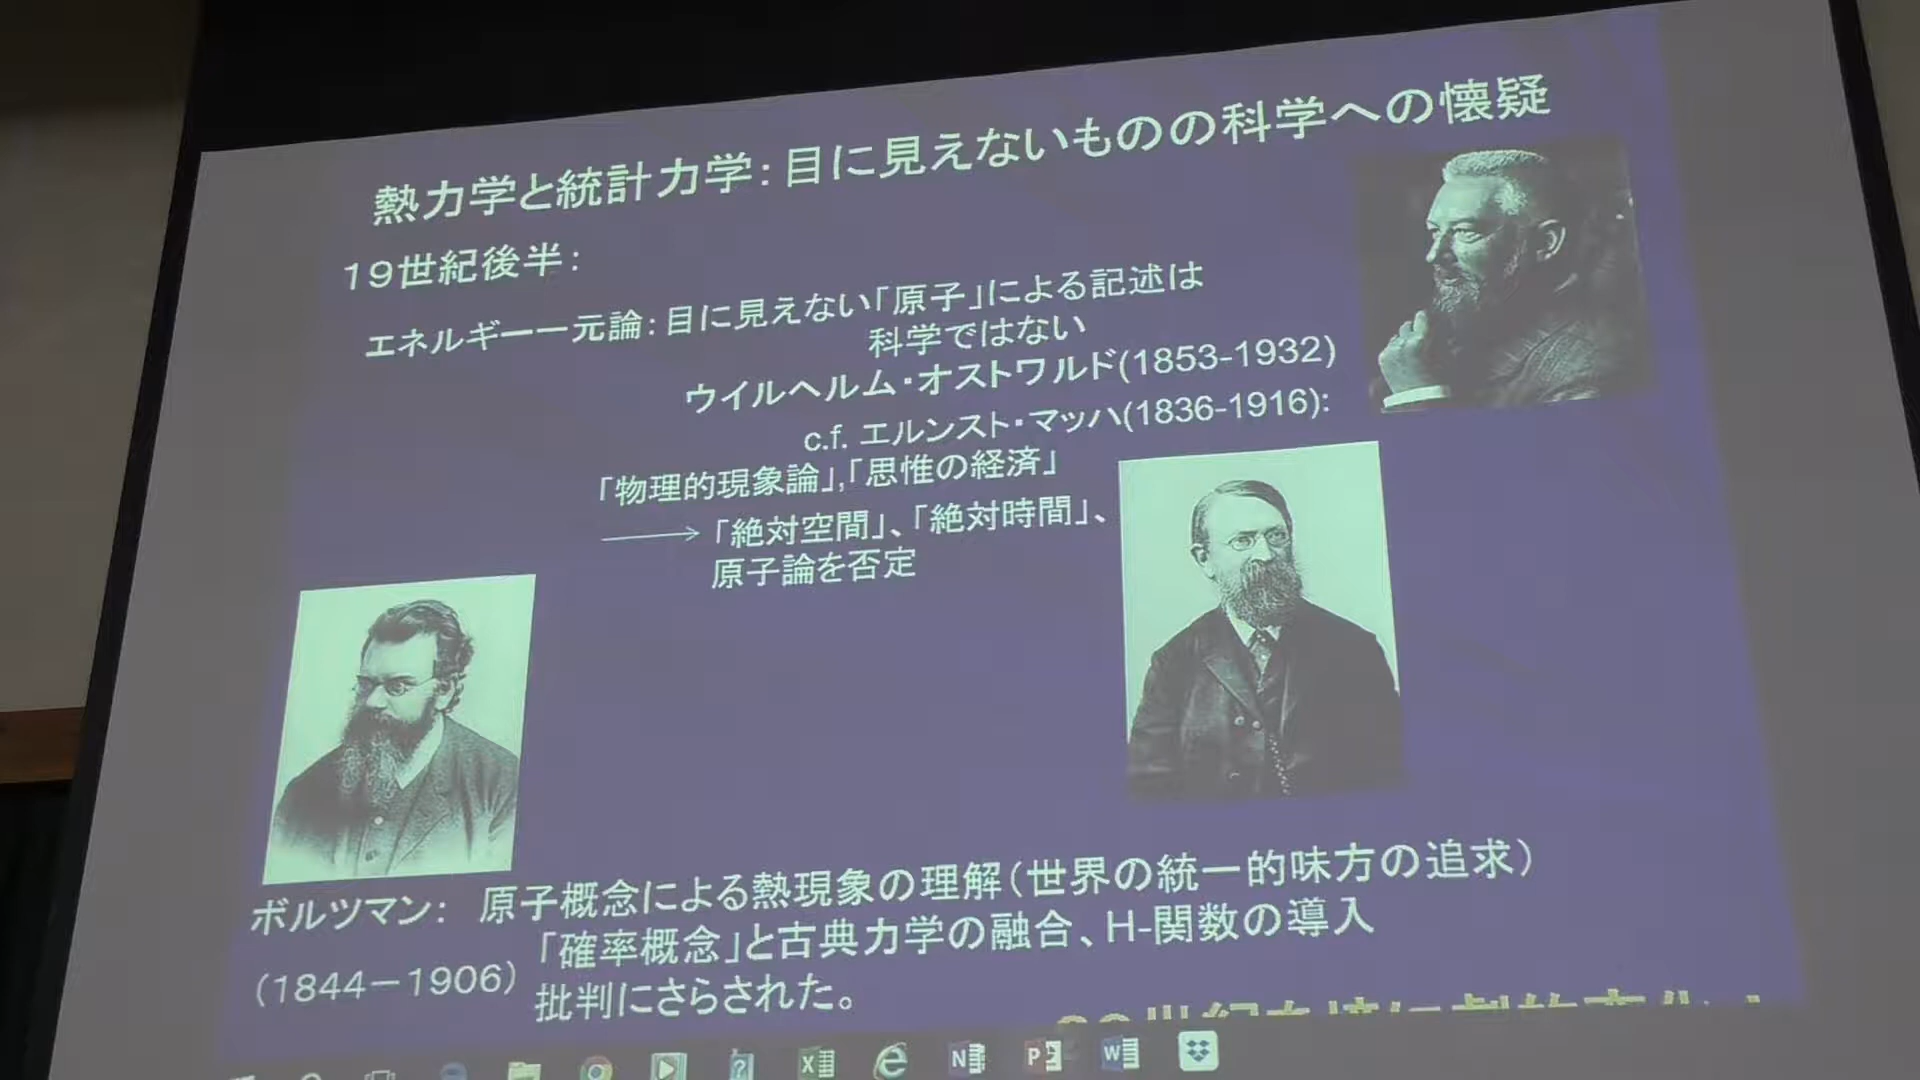 熱力学と統計力学：目に見えないものの科学への懐疑
19世紀後半：
エネルギー一元論：目に見えない「原子」による記述は
科学ではない
ウイルヘルム・オストワルド(1853-1932)
c.f. エルンスト・マッハ(1836-1916):
「物理的現象論」,「思惟の経済」
→「絶対空間」、「絶対時間」、
原子論を否定
ボルツマン： 原子概念による熱現象の理解（世界の統一的味方の追求）
「確率概念」と古典力学の融合、H-関数の導入
（1844－1906）批判にさらされた。